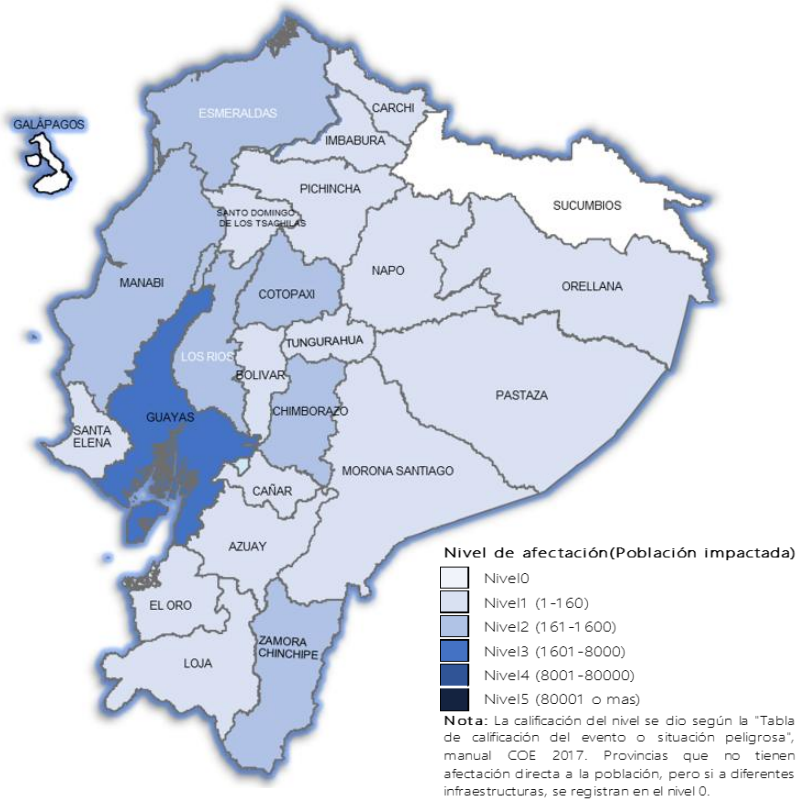 ESMERALDAS
CARCHI
GALÁPAGOS
IMBABURA
PICHINCHA
SUCUMBIOS
SANTO DOMINGO
DE LOS TSACHILAS
NAPO
MANABI
ORELLANA
COTOPAXI
TUNGURAHUA
LOS RIOS
BOLIVAR
PASTAZA
CHIMBORAZO
GUAYAS
SANTA
ELENA
MORONA SANTIAGO
CAÑAR
AZUAY
EL ORO
ZAMORA
CHINCHIPE
LOJA
Nivel de afectación(Población impactada)
Nivel0
Nivel1 (1-160)
Nivel2 (161-1600)
Nivel3 (1601-8000)
Nivel4 (8001-80000)
Nivel5 (80001 o mas)
Nota: La calificación del nivel se dio según la "Tabla
de calificación del evento o situación peligrosa",
manual COE 2017. Provincias que no tienen
afectación directa a la población, pero si a diferentes
infraestructuras, se registran en el nivel 0.